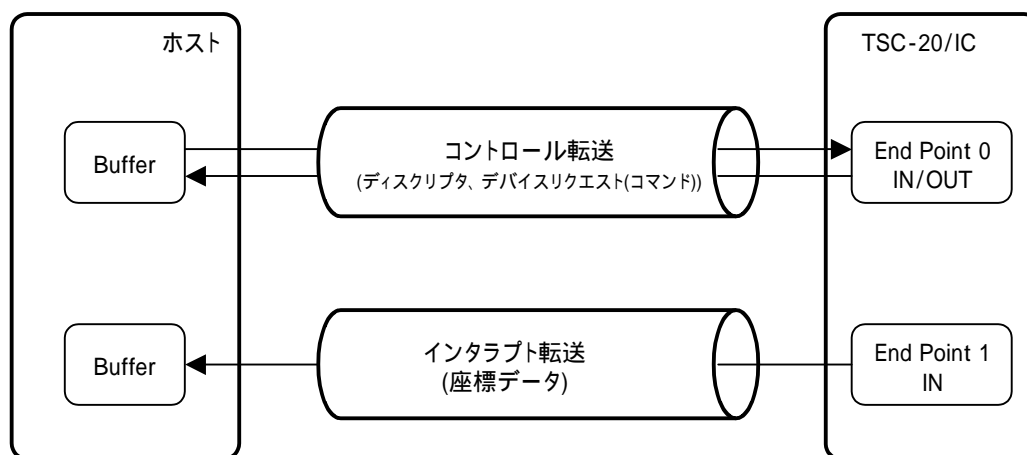 ホスト
TSC-20/IC
Buffer
コントロール転送
(ディスクリプタ、デバイスリクエスト(コマンド))
End Point 0
IN/OUT
Buffer
インタラプト転送
(座標データ)
End Point 1
IN